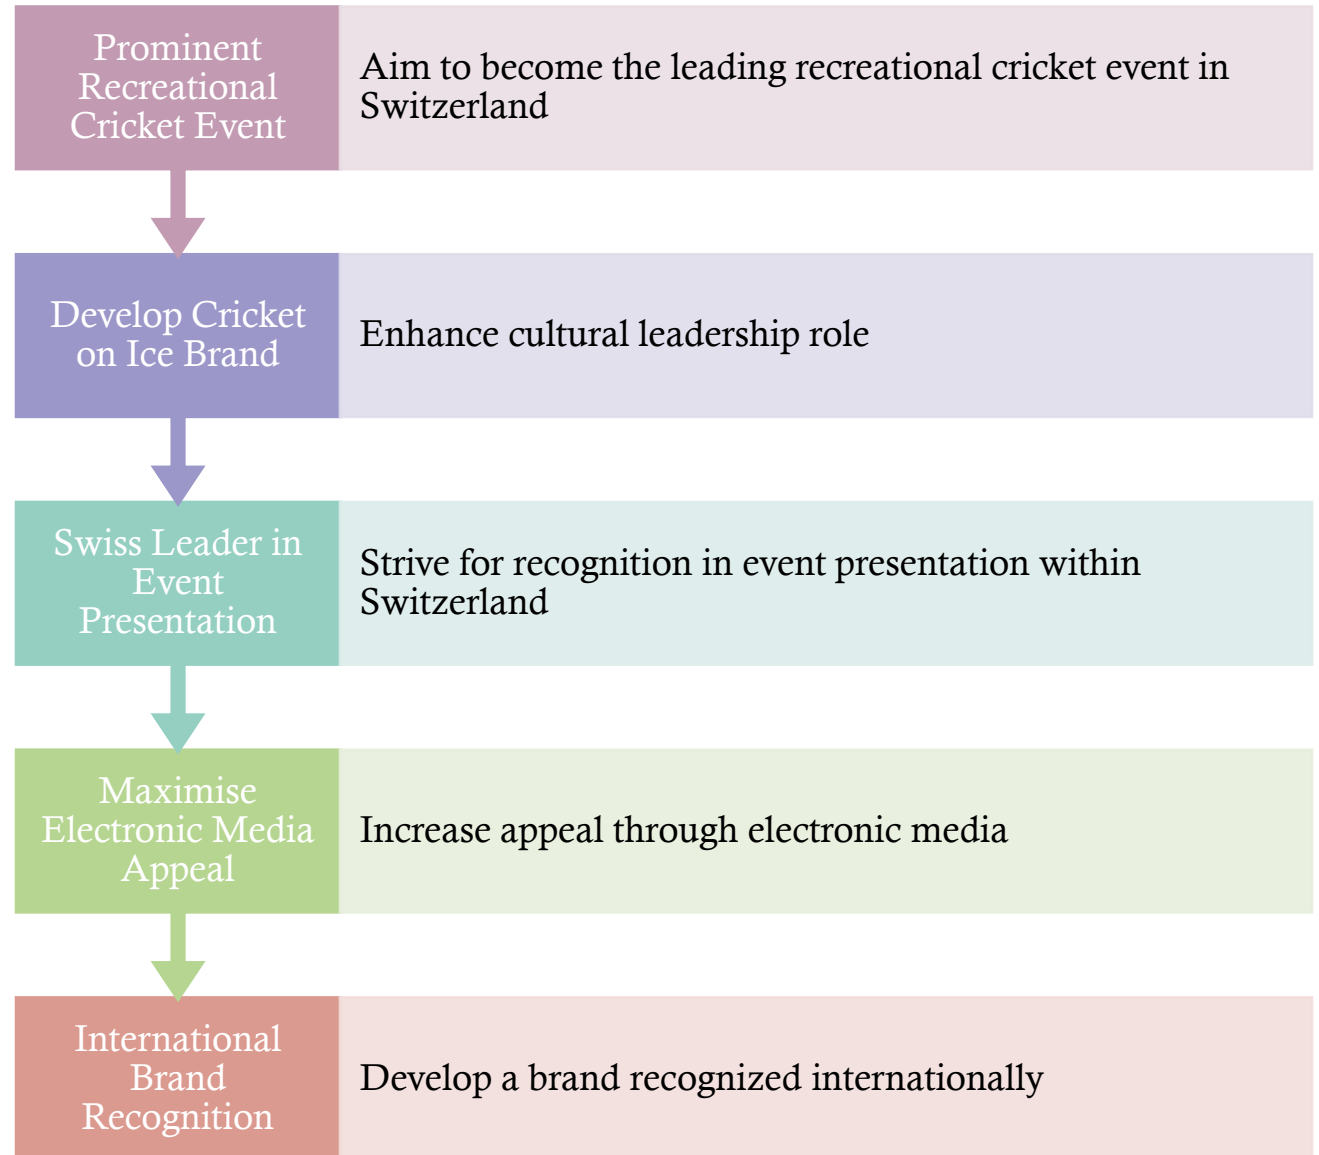 Prominent
Recreational
Cricket Event
Aim to become the leading recreational cricket event in
Switzerland
Develop Cricket
on Ice Brand
Enhance cultural leadership role
Swiss Leader in
Event
Presentation
Strive for recognition in event presentation within
Switzerland
Maximise
Electronic Media
Appeal
Increase appeal through electronic media
International
Brand
Recognition
Develop a brand recognized internationally